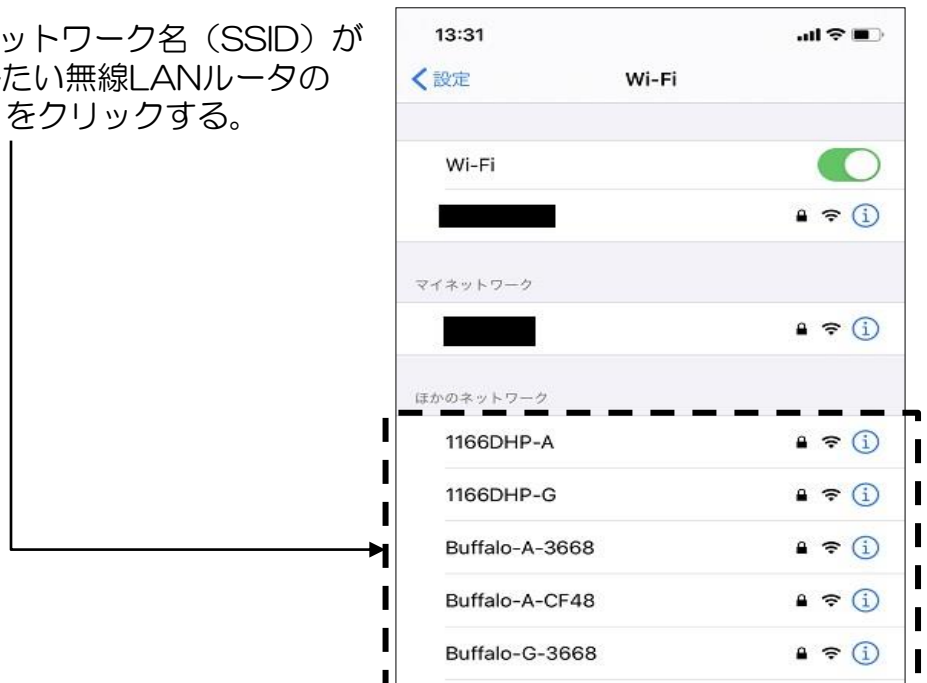 ットワーク名（SSID）が
たい無線LANルータの
をクリックする。
13:31
設定
Wi-Fi
Wi-Fi
マイネットワーク
ほかのネットワーク
1166DHP-A
1166DHP-G
Buffalo-A-3668
Buffalo-A-CF48
Buffalo-G-3668